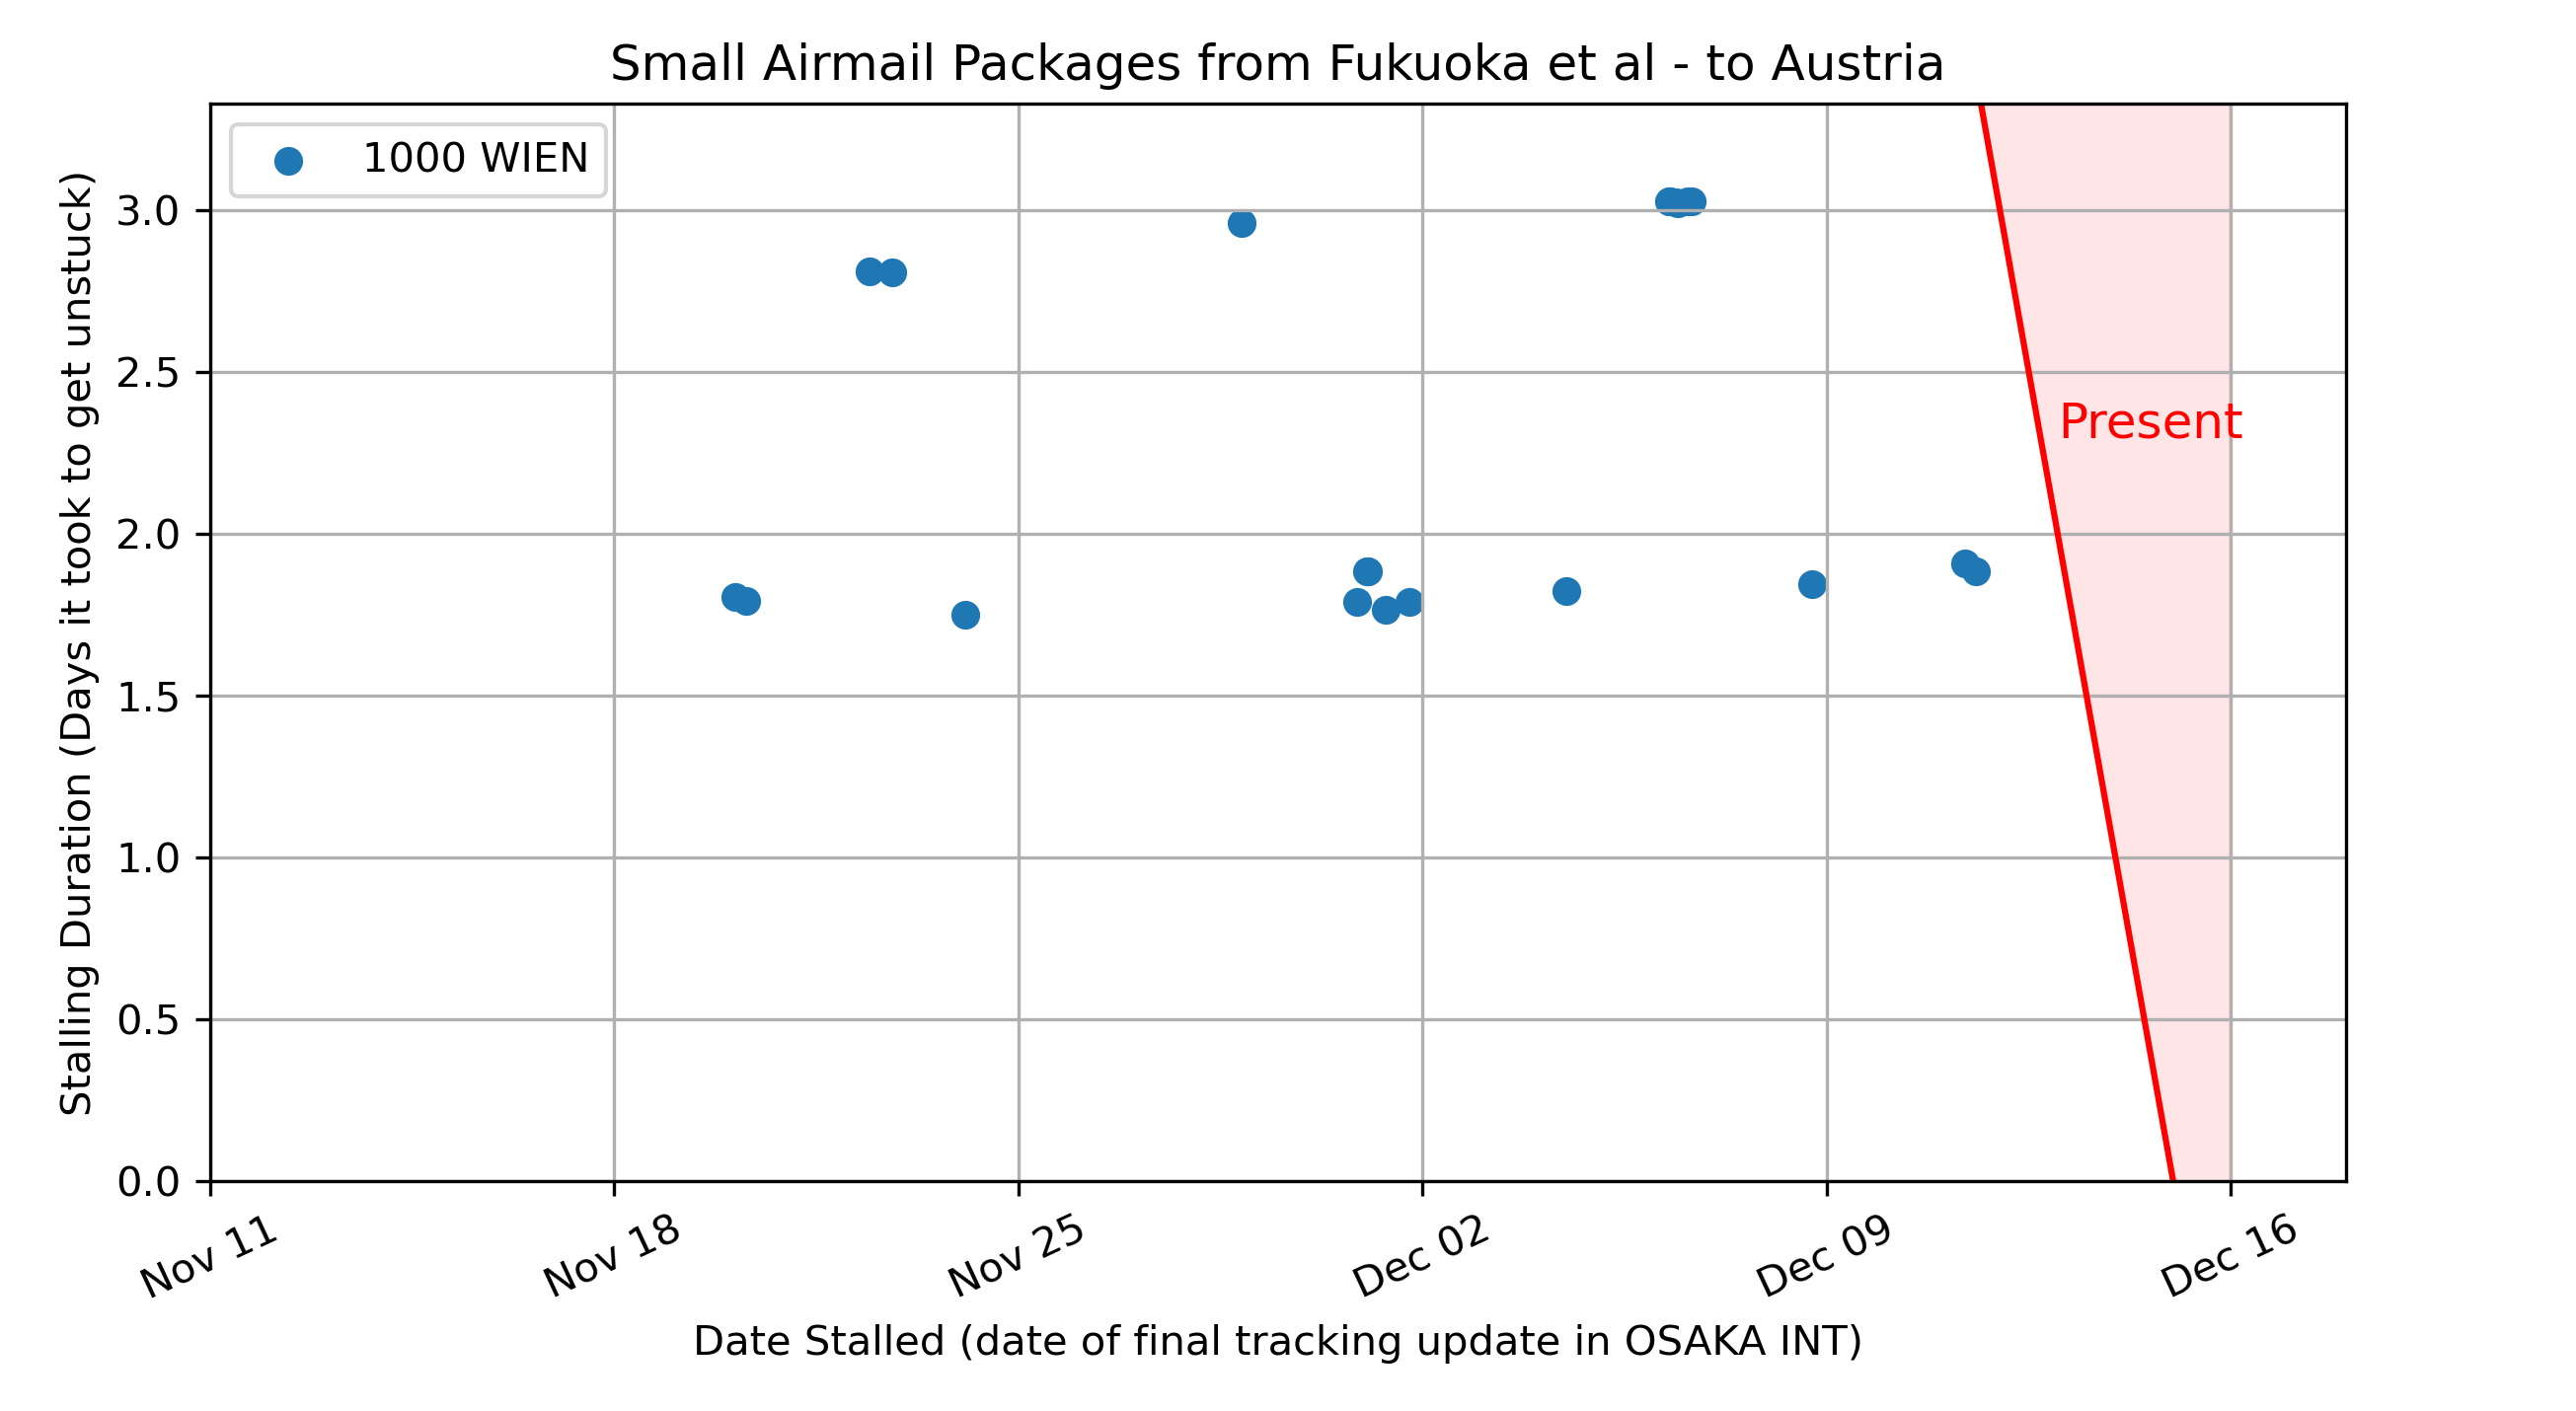 Small Airmail Packages from Fukuoka et al - to Austria
1000 WIEN
Stalling Duration (Days it took to get unstuck)
3.0
2.5
2.0
1.5
1.0
0.5
0.0
Present
Nov 11
Nov 18
Nov 25
Dec 02
Dec 09
Dec 16
Date Stalled (date of final tracking update in OSAKA INT)